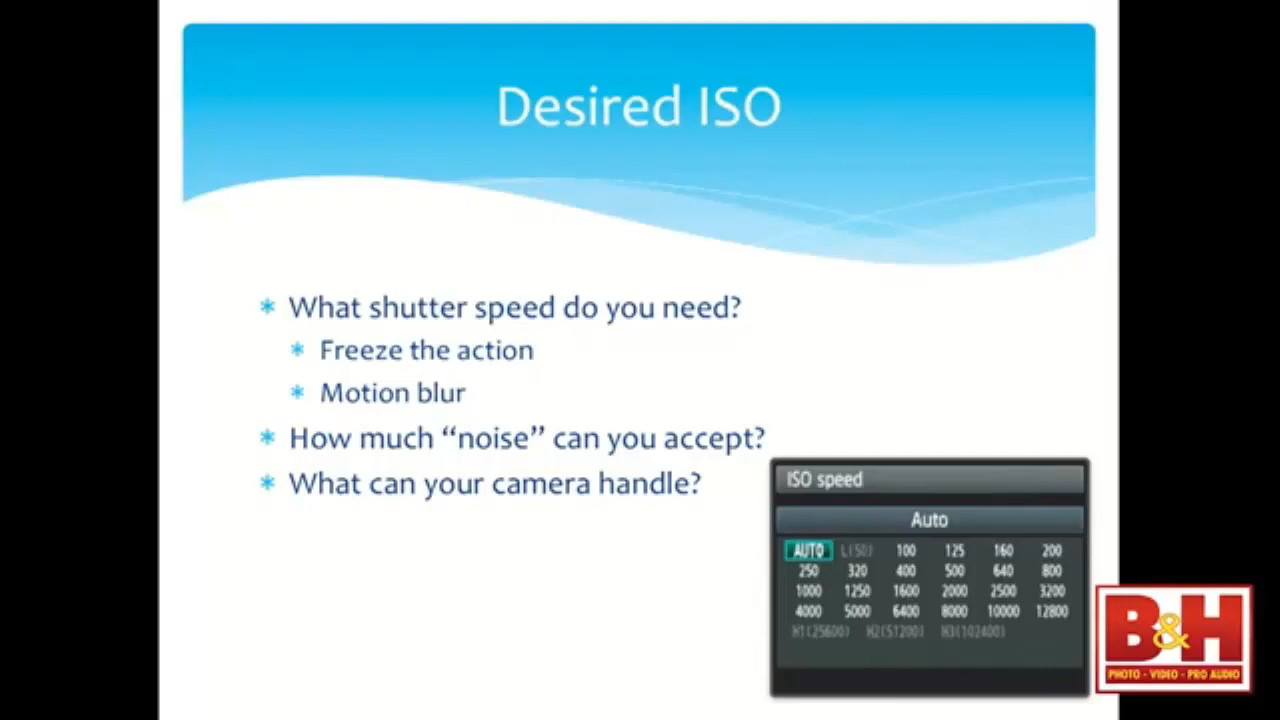 Desired ISO
What shutter speed do you need?
Freeze the action
Motion blur
How much “noise” can you accept?
What can your camera handle?
ISO speed
Auto
AUTO L(50) 100 125 160 200
250 320 400 500 640 800
1000 1250 1600 2000 2500 3200
4000 5000 6400 8000 10000 12800
H1(25600) H2(51200) H3(102400)
B&H
PHOTO - VIDEO - PRO AUDIO